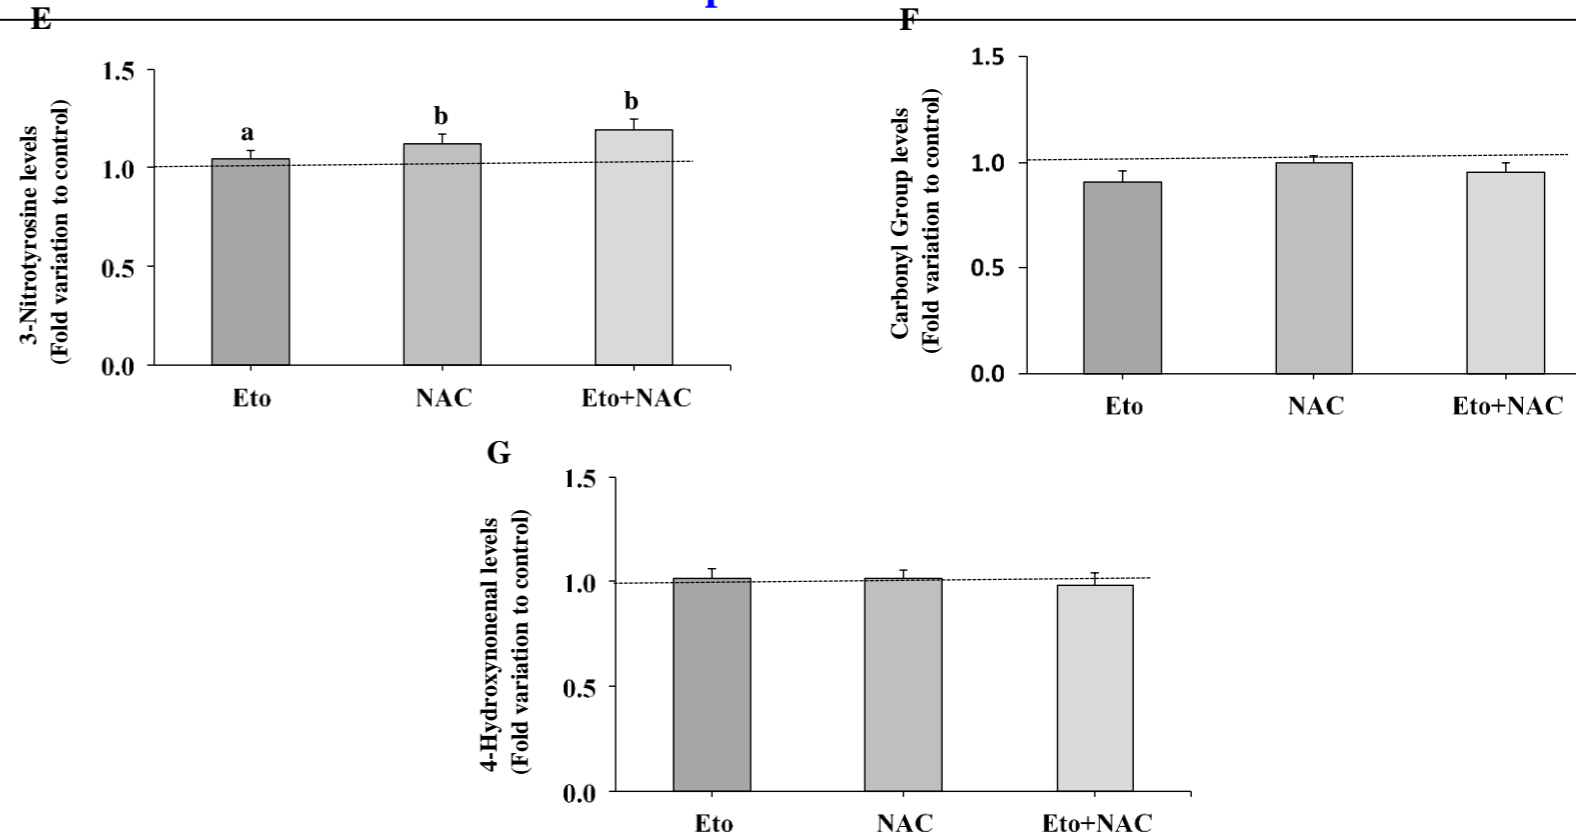 E
3-Nitrotyrosine levels
(Fold variation to control)
1.5
1.0
0.5
0.0
a
b
b
Eto
NAC
Eto+NAC
F
Carbonyl Group levels
(Fold variation to control)
1.5
1.0
0.5
0.0
Eto
NAC
Eto+NAC
G
4-Hydroxynonenal levels
(Fold variation to control)
1.5
1.0
0.5
0.0
Eto
NAC
Eto+NAC